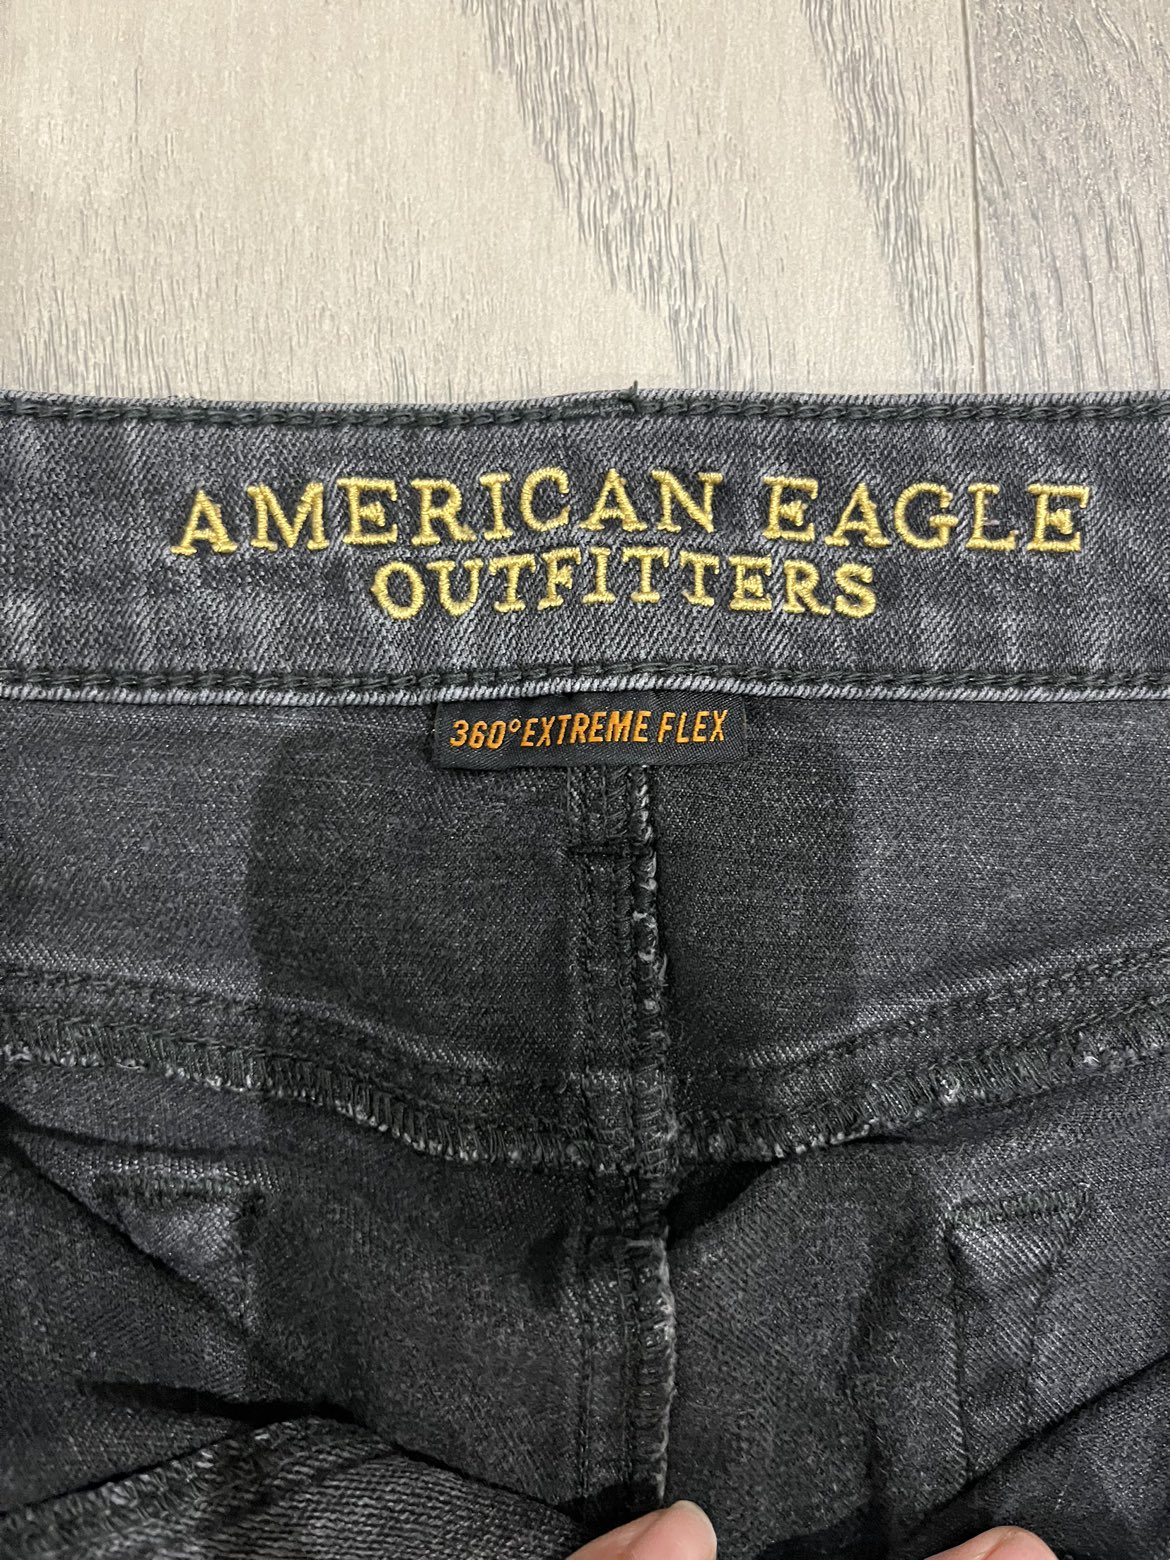 AMERICAN EAGLE
OUTFITTERS
360° EXTREME FLEX